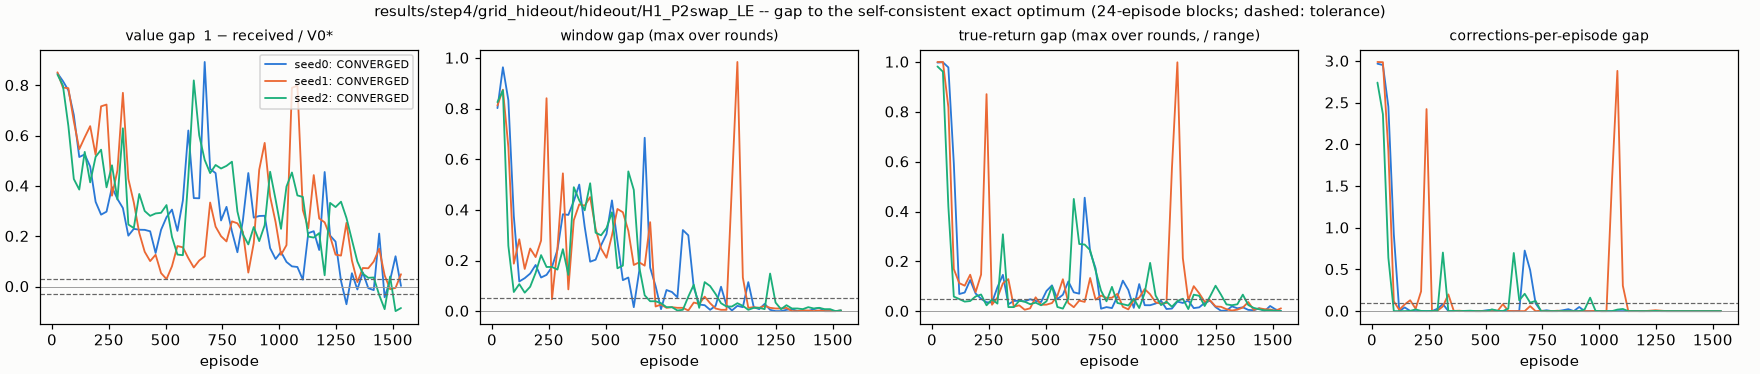 results/step4/grid_hideout/hideout/H1_P2swap_LE -- gap to the self-consistent exact optimum (24-episode blocks; dashed: tolerance)
value gap  1 − received / V0*
0.8
0.6
0.4
0.2
0.0
seed0: CONVERGED
seed1: CONVERGED
seed2: CONVERGED
0 250 500 750 1000 1250 1500
episode
window gap (max over rounds)
1.0
0.8
0.6
0.4
0.2
0.0
0 250 500 750 1000 1250 1500
episode
true-return gap (max over rounds, / range)
1.0
0.8
0.6
0.4
0.2
0.0
0 250 500 750 1000 1250 1500
episode
corrections-per-episode gap
3.0
2.5
2.0
1.5
1.0
0.5
0.0
0 250 500 750 1000 1250 1500
episode